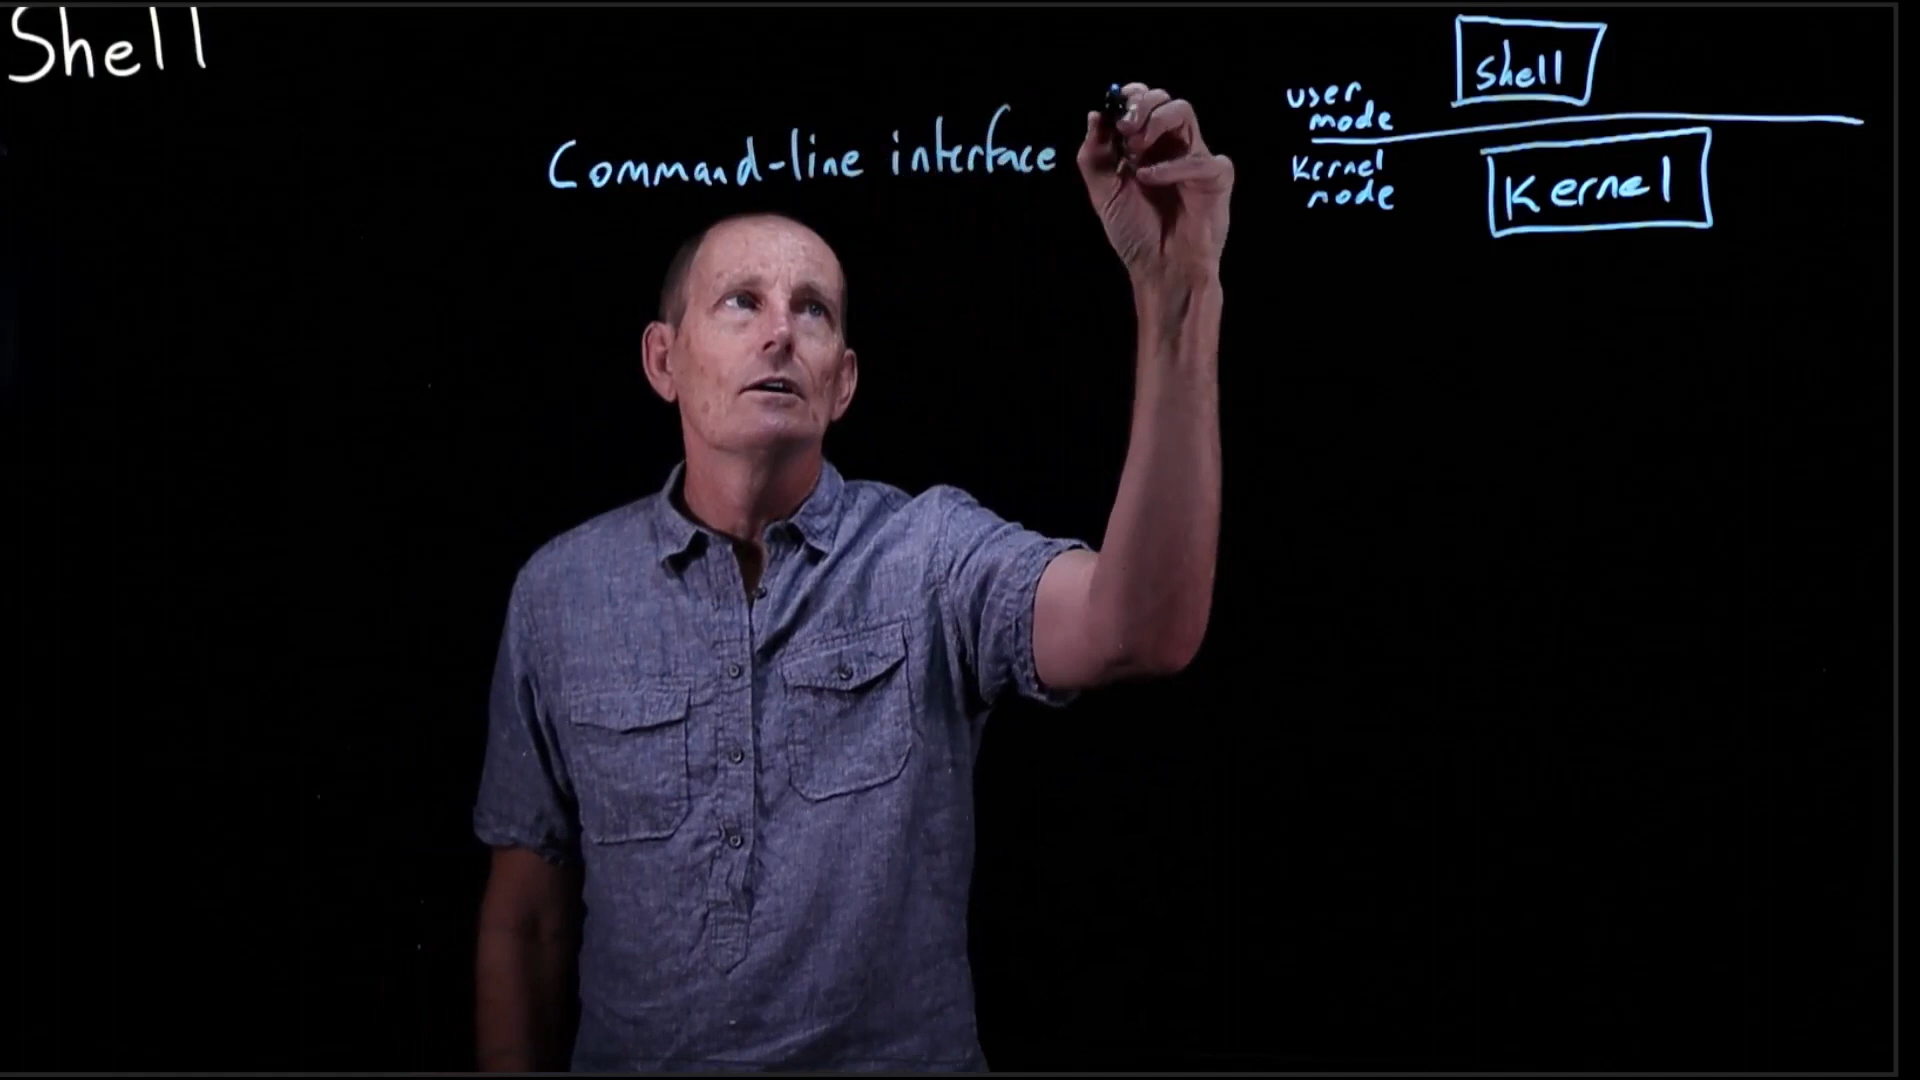 Shell
Command-line interface
shell
user
mode
Kernel
mode
Kernel